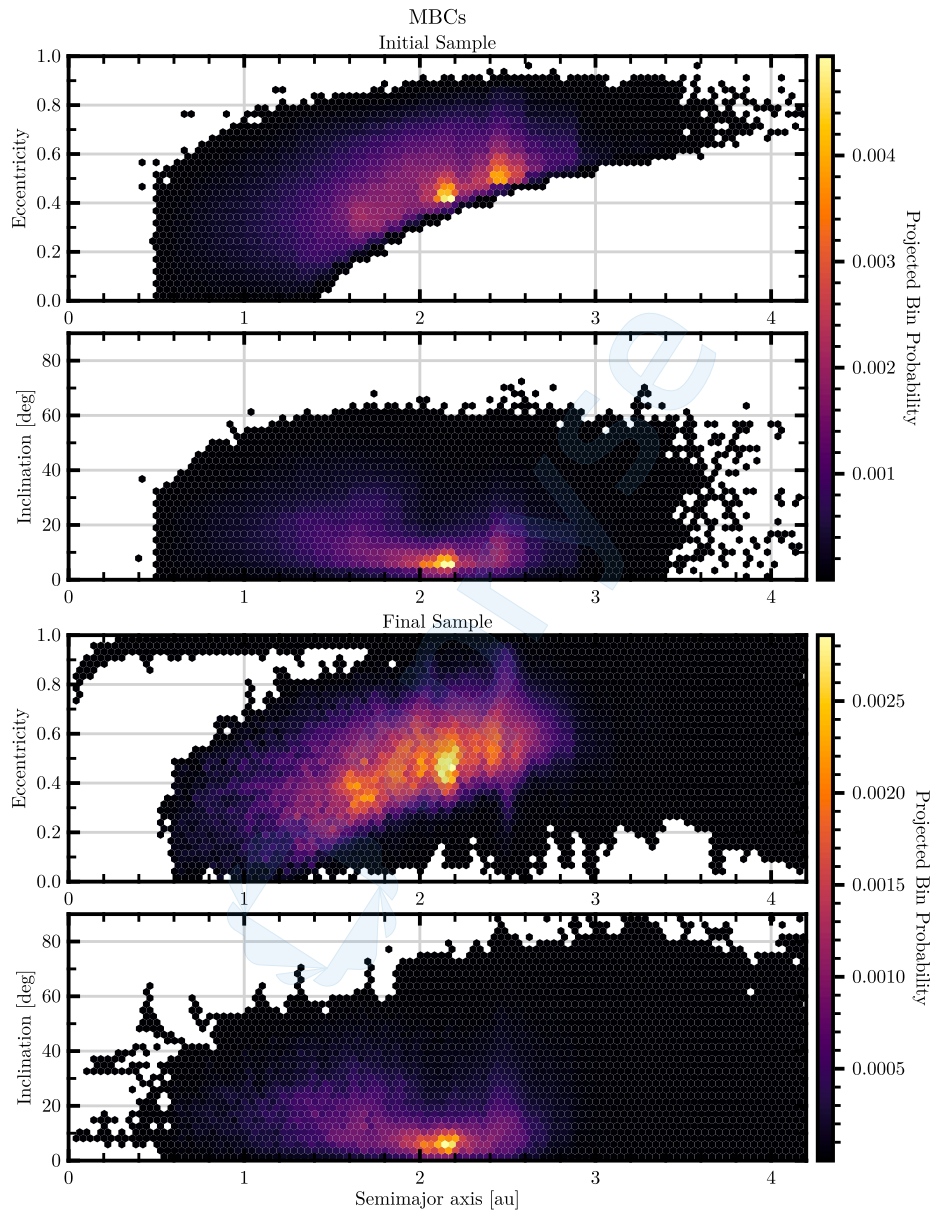 MBCs
Initial Sample
1.0
0.8
0.6
0.4
0.2
0.0
Eccentricity
0 1 2 3 4
80
60
40
20
0
Inclination [deg]
0 1 2 3 4
0.004
0.003
0.002
0.001
Projected Bin Probability
Final Sample
1.0
0.8
0.6
0.4
0.2
0.0
Eccentricity
0 1 2 3 4
80
60
40
20
0
Inclination [deg]
0 1 2 3 4
Semimajor axis [au]
0.0025
0.0020
0.0015
0.0010
0.0005
Projected Bin Probability